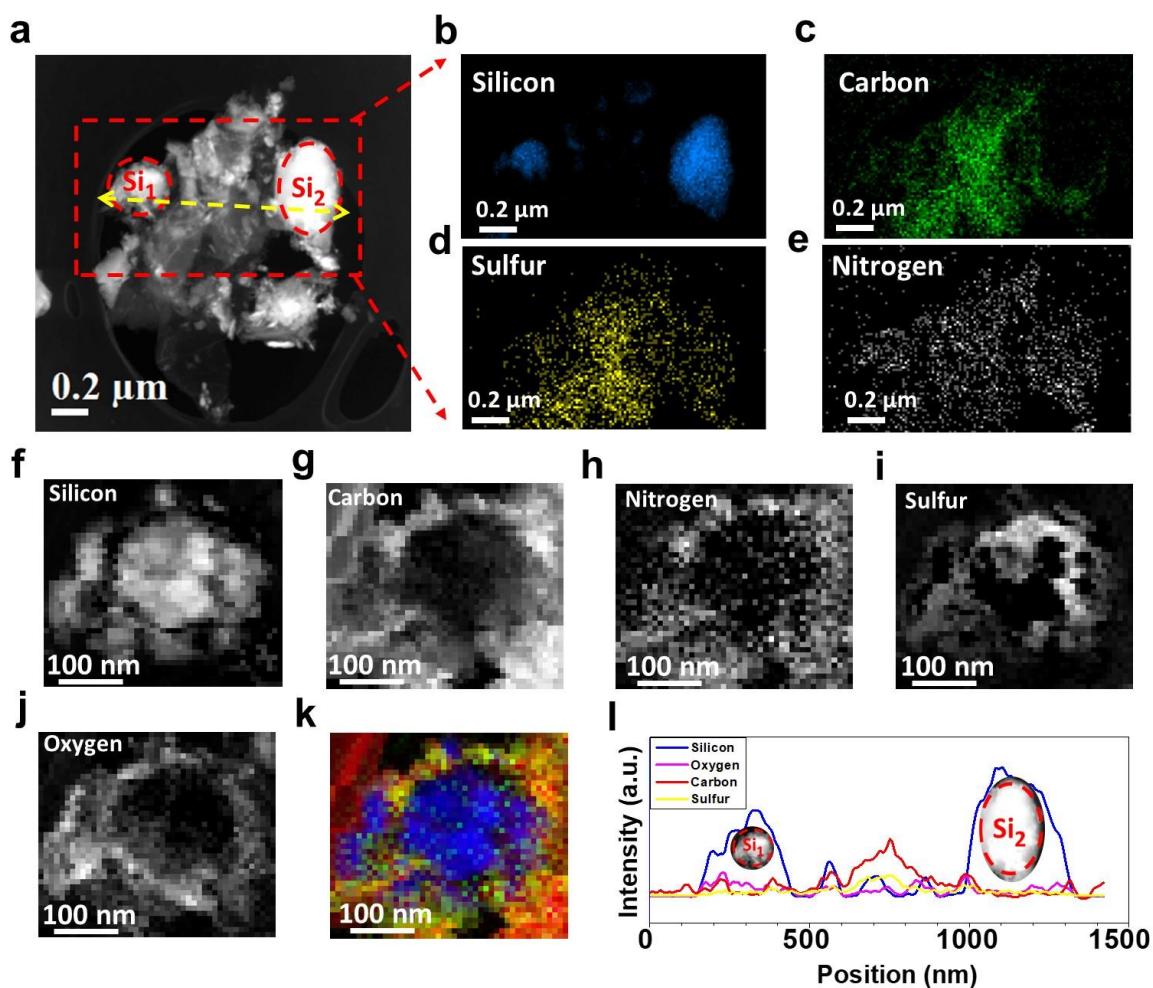 a
b
c
Si1
Si2
0.2 µm
Silicon
0.2 µm
Carbon
0.2 µm
d
e
Sulfur
0.2 µm
Nitrogen
0.2 µm
f
g
h
i
Silicon
100 nm
Carbon
100 nm
Nitrogen
100 nm
Sulfur
100 nm
j
k
l
Oxygen
100 nm
100 nm
Intensity (a.u.)
Silicon
Oxygen
Carbon
Sulfur
Si1
Si2
0 500 1000 1500
Position (nm)